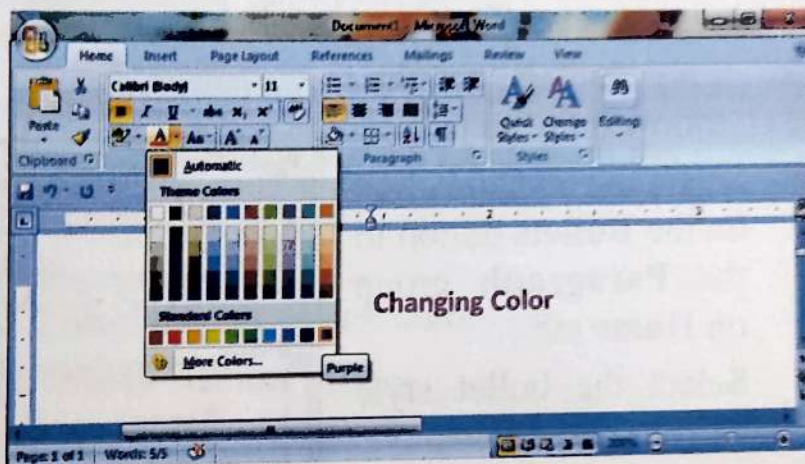 Document1 - Microsoft Word
Home Insert Page Layout References Mailings Review View
Calibri (Body) 11
Paste
Quick Styles Change Styles Editing
Clipboard Paragraph Styles
Automatic
Theme Colors
Changing Color
Standard Colors
More Colors...
Purple
Page: 1 of 1 Words: 5/5 200%